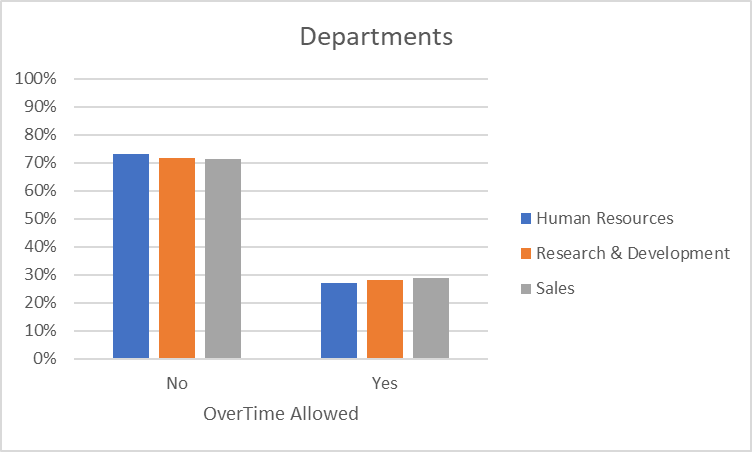 Departments
100%
90%
80%
70%
60%
50%
40%
30%
20%
10%
0%
No
Yes
OverTime Allowed
Human Resources
Research & Development
Sales